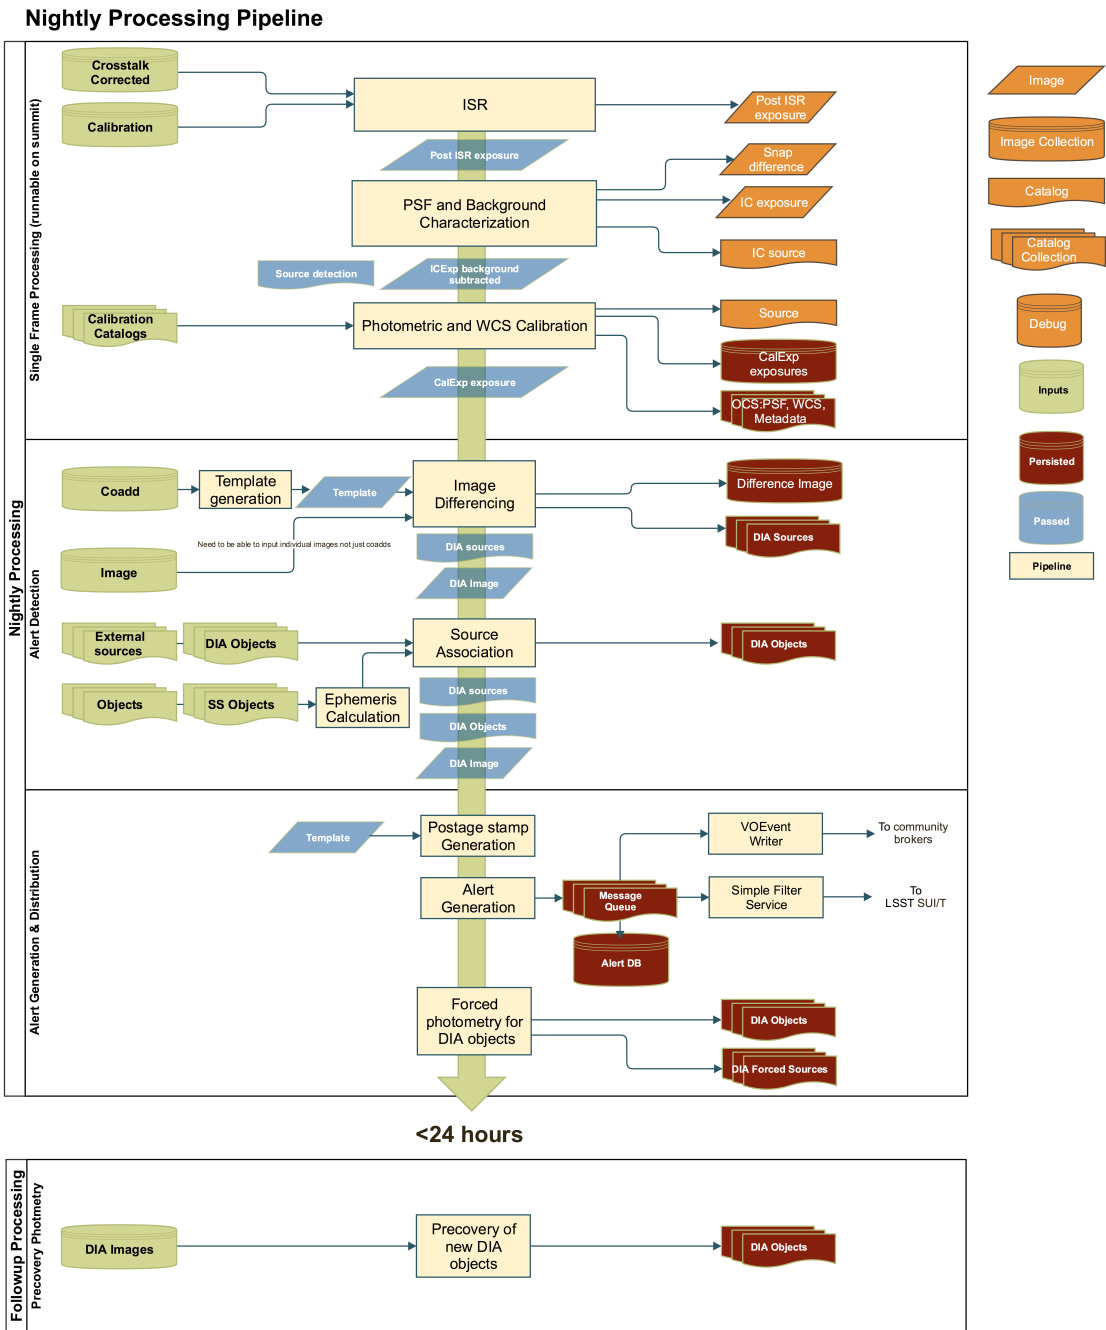 Nightly Processing Pipeline
Nightly Processing
Single Frame Processing (runnable on summit)
Crosstalk
Corrected
Calibration
ISR
Post ISR
exposure
Post ISR exposure
Snap
difference
PSF and Background
Characterization
IC exposure
IC source
Source detection
ICExp background
subtracted
Calibration
Catalogs
Photometric and WCS Calibration
Source
CalExp
exposures
CalExp exposure
OCS:PSF, WCS,
Metadata
Image
Image Collection
Catalog
Catalog
Collection
Debug
Inputs
Persisted
Passed
Pipeline
Alert Detection
Coadd
Template
generation
Template
Image
Differencing
Difference Image
DIA Sources
Need to be able to input individual images not just coadds
Image
DIA sources
DIA Image
External
sources
DIA Objects
Source
Association
DIA Objects
Objects
SS Objects
Ephemeris
Calculation
DIA sources
DIA Objects
DIA Image
Alert Generation & Distribution
Template
Postage stamp
Generation
VOEvent
Writer
To community
brokers
Alert
Generation
Message
Queue
Simple Filter
Service
To
LSST SUI/T
Alert DB
Forced
photometry for
DIA objects
DIA Objects
DIA Forced Sources
<24 hours
Followup Processing
Precovery Photmetry
DIA Images
Precovery of
new DIA
objects
DIA Objects